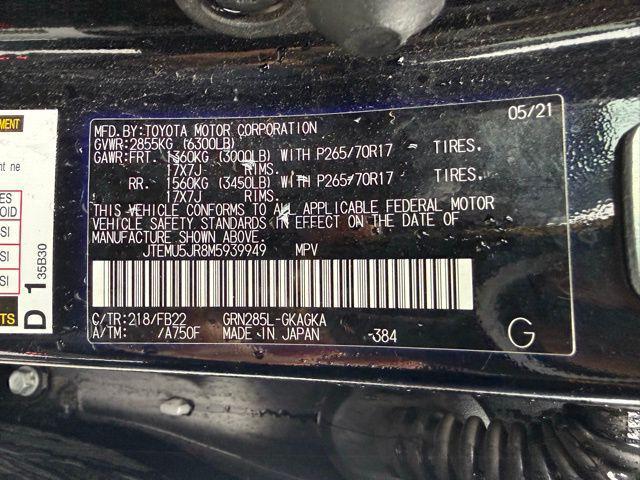 05/21
MFD.BY:TOYOTA MOTOR CORPORATION
GVWR:2855KG (6300LB)
GAWR:FRT. 1360KG (3000LB) WITH P265/70R17 TIRES.
17X7J RIMS.
RR. 1560KG (3450LB) WITH P265/70R17 TIRES.
17X7J RIMS.
THIS VEHICLE CONFORMS TO ALL APPLICABLE FEDERAL MOTOR
VEHICLE SAFETY STANDARDS IN EFFECT ON THE DATE OF
MANUFACTURE SHOWN ABOVE.
JTEMU5JR8M5939949 MPV
C/TR:218/FB22 GRN285L-GKAGKA
A/TM: /A750F MADE IN JAPAN -384
G
D 1 35B30